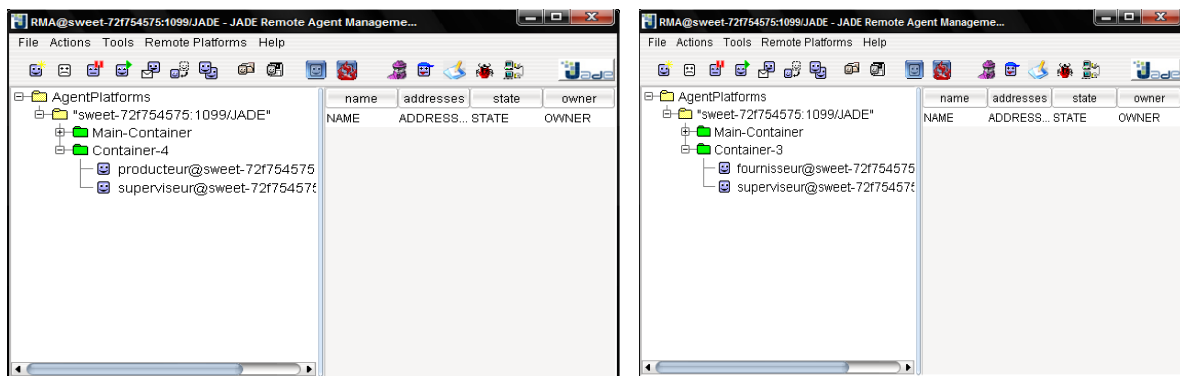 RMA@sweet-72f754575:1099/JADE - JADE Remote Agent Manageme...
File Actions Tools Remote Platforms Help
Jade
AgentPlatforms
"sweet-72f754575:1099/JADE"
Main-Container
Container-4
producteur@sweet-72f754575
superviseur@sweet-72f754575
name addresses state owner
NAME ADDRESS... STATE OWNER
RMA@sweet-72f754575:1099/JADE - JADE Remote Agent Manageme...
File Actions Tools Remote Platforms Help
Jade
AgentPlatforms
"sweet-72f754575:1099/JADE"
Main-Container
Container-3
fournisseur@sweet-72f754575
superviseur@sweet-72f754575
name addresses state owner
NAME ADDRESS... STATE OWNER